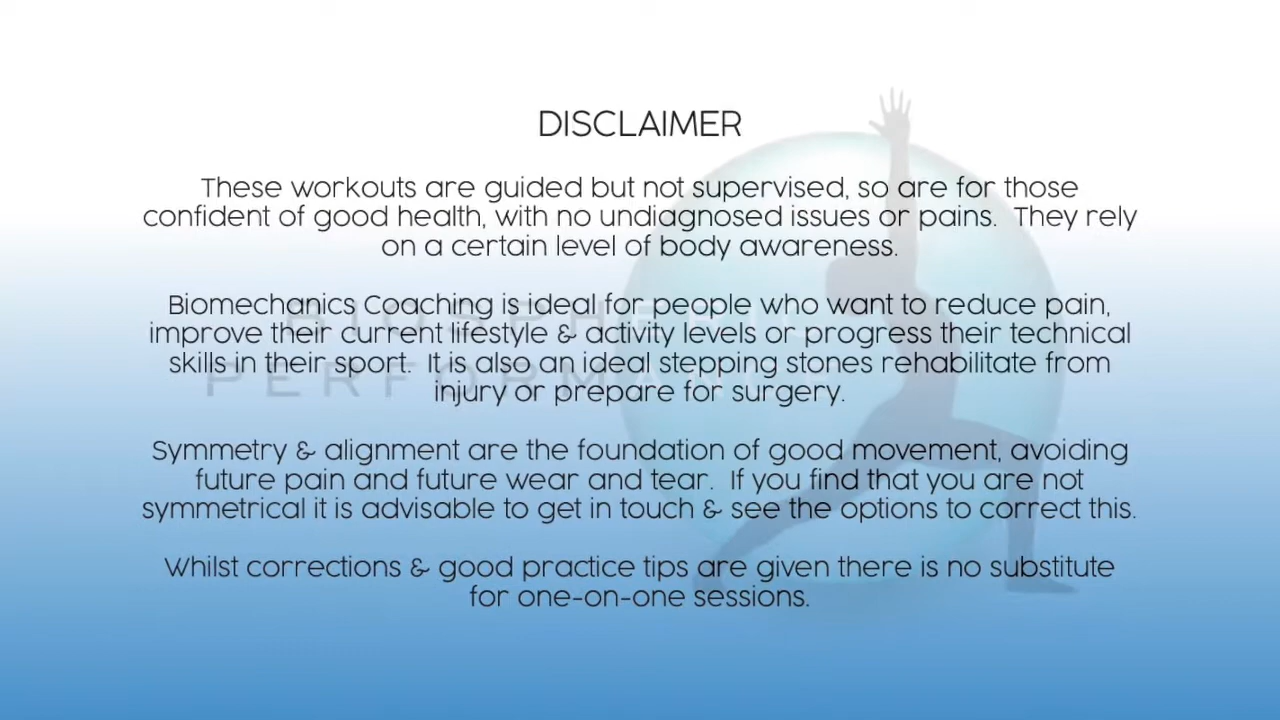 DISCLAIMER
These workouts are guided but not supervised, so are for those
confident of good health, with no undiagnosed issues or pains. They rely
on a certain level of body awareness.
Biomechanics Coaching is ideal for people who want to reduce pain,
improve their current lifestyle & activity levels or progress their technical
skills in their sport. It is also an ideal stepping stones rehabilitate from
injury or prepare for surgery.
Symmetry & alignment are the foundation of good movement, avoiding
future pain and future wear and tear. If you find that you are not
symmetrical it is advisable to get in touch & see the options to correct this.
Whilst corrections & good practice tips are given there is no substitute
for one-on-one sessions.